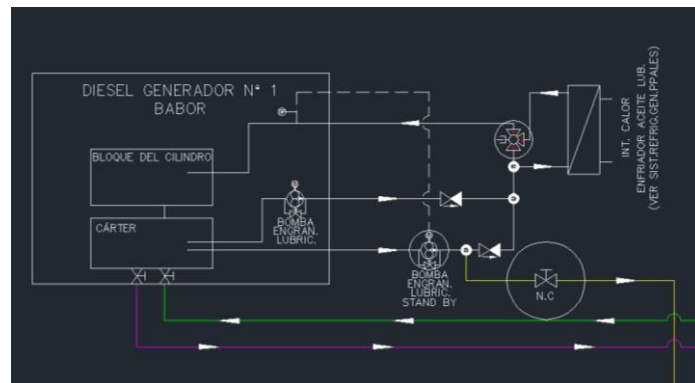 DIESEL GENERADOR Nº 1
BABOR
BLOQUE DEL CILINDRO
CÁRTER
BOMBA
ENGRAN.
LUBRIC.
BOMBA
ENGRAN.
LUBRIC.
STAND BY
N.C
INT. CALOR
ENFRIADOR ACEITE LUB.
(VER SIST.REFRIG.GEN.PPALES)